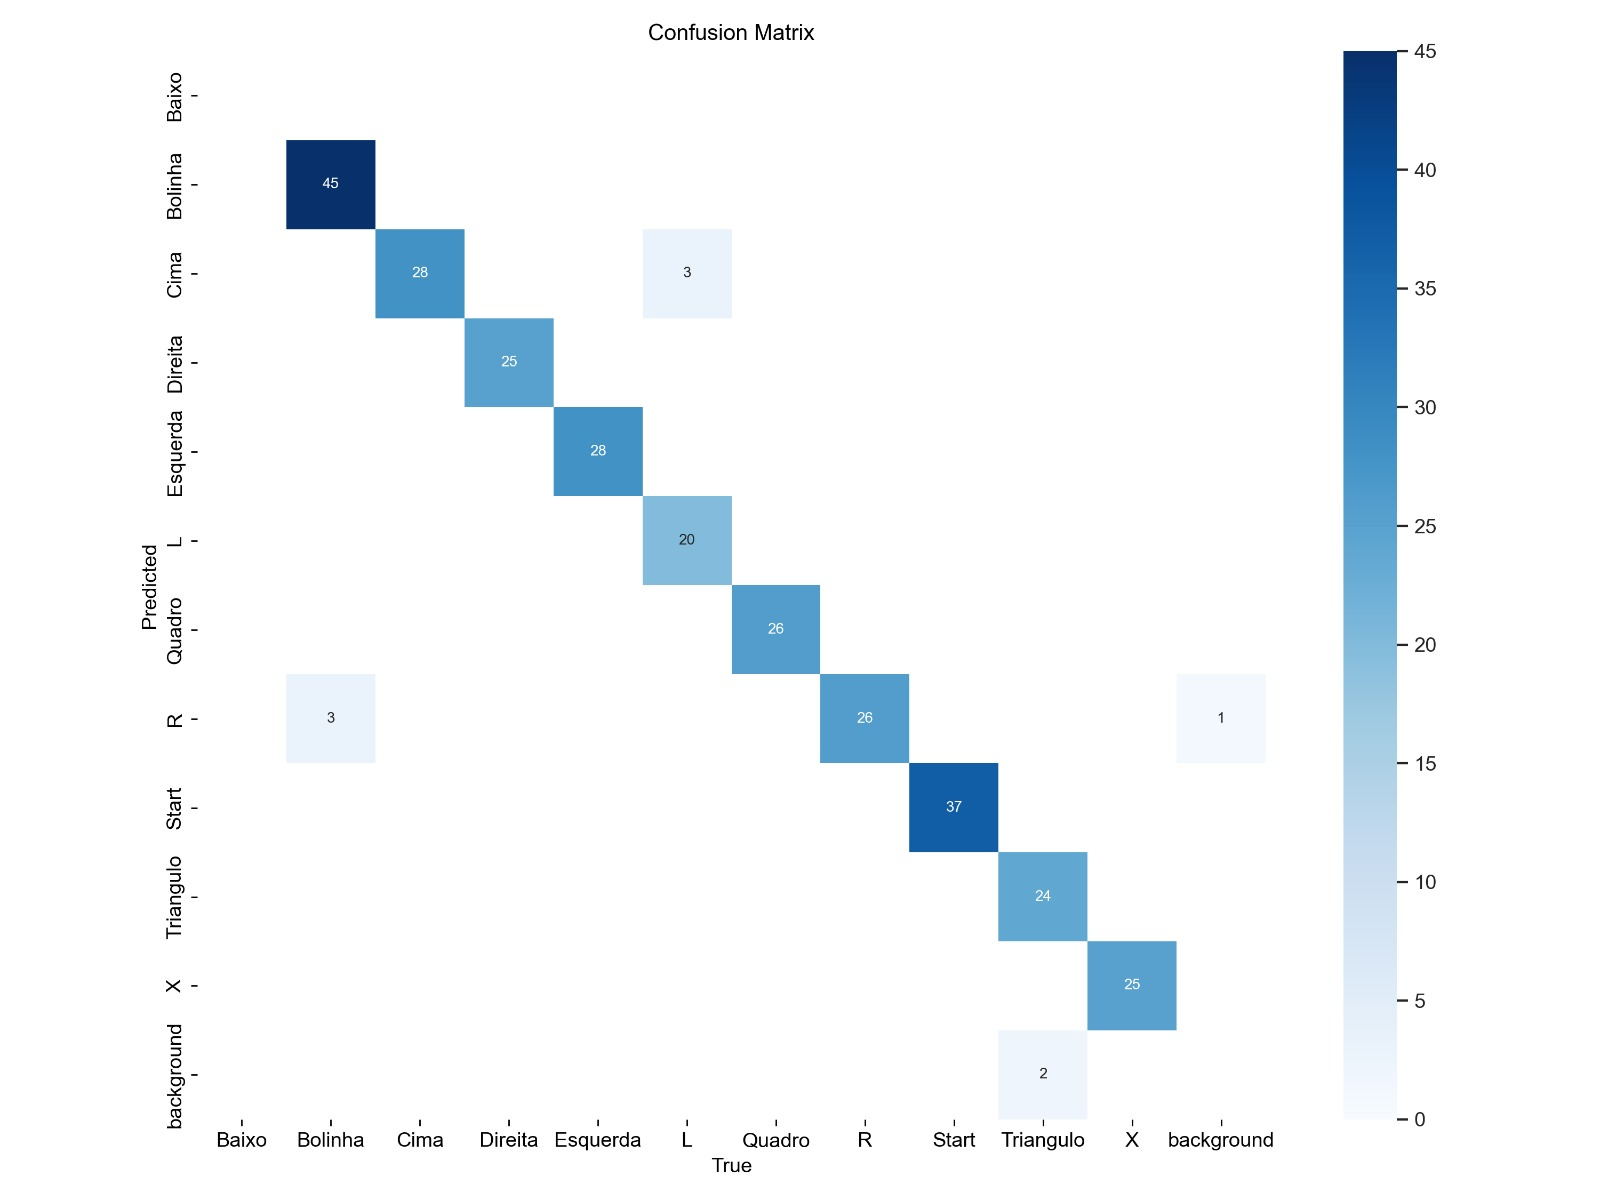 Confusion Matrix
Predicted
Baixo
Bolinha
Cima
Direita
Esquerda
L
Quadro
R
Start
Triangulo
X
background
45
28
3
25
28
20
26
3
26
1
37
24
25
2
Baixo Bolinha Cima Direita Esquerda L Quadro R Start Triangulo X background
True
45
40
35
30
25
20
15
10
5
0